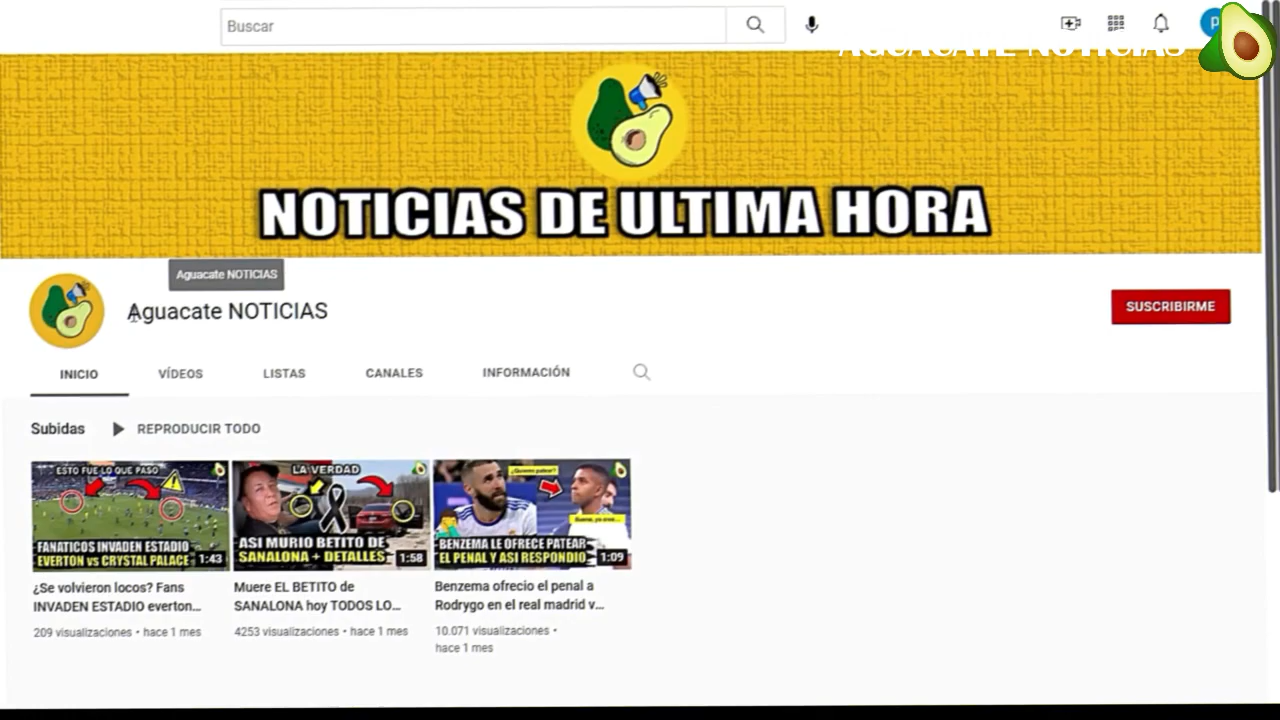 Buscar
P
AGUACATE NOTICIAS
NOTICIAS DE ULTIMA HORA
Aguacate NOTICIAS
Aguacate NOTICIAS
SUSCRIBIRME
INICIO
VÍDEOS
LISTAS
CANALES
INFORMACIÓN
Subidas
REPRODUCIR TODO
ESTO FUE LO QUE PASO
FANATICOS INVADEN ESTADIO
EVERTON vs CRYSTAL PALACE
1:43
LA VERDAD
ASI MURIO BETITO DE
SANALONA + DETALLES
1:58
¿Quieres patear?
BENZEMA LE OFRECE PATEAR
EL PENAL Y ASI RESPONDIO
1:09
¿Se volvieron locos? Fans
INVADEN ESTADIO everton...
209 visualizaciones • hace 1 mes
Muere EL BETITO de
SANALONA hoy TODOS LO...
4253 visualizaciones • hace 1 mes
Benzema ofrecio el penal a
Rodrygo en el real madrid v...
10.071 visualizaciones •
hace 1 mes